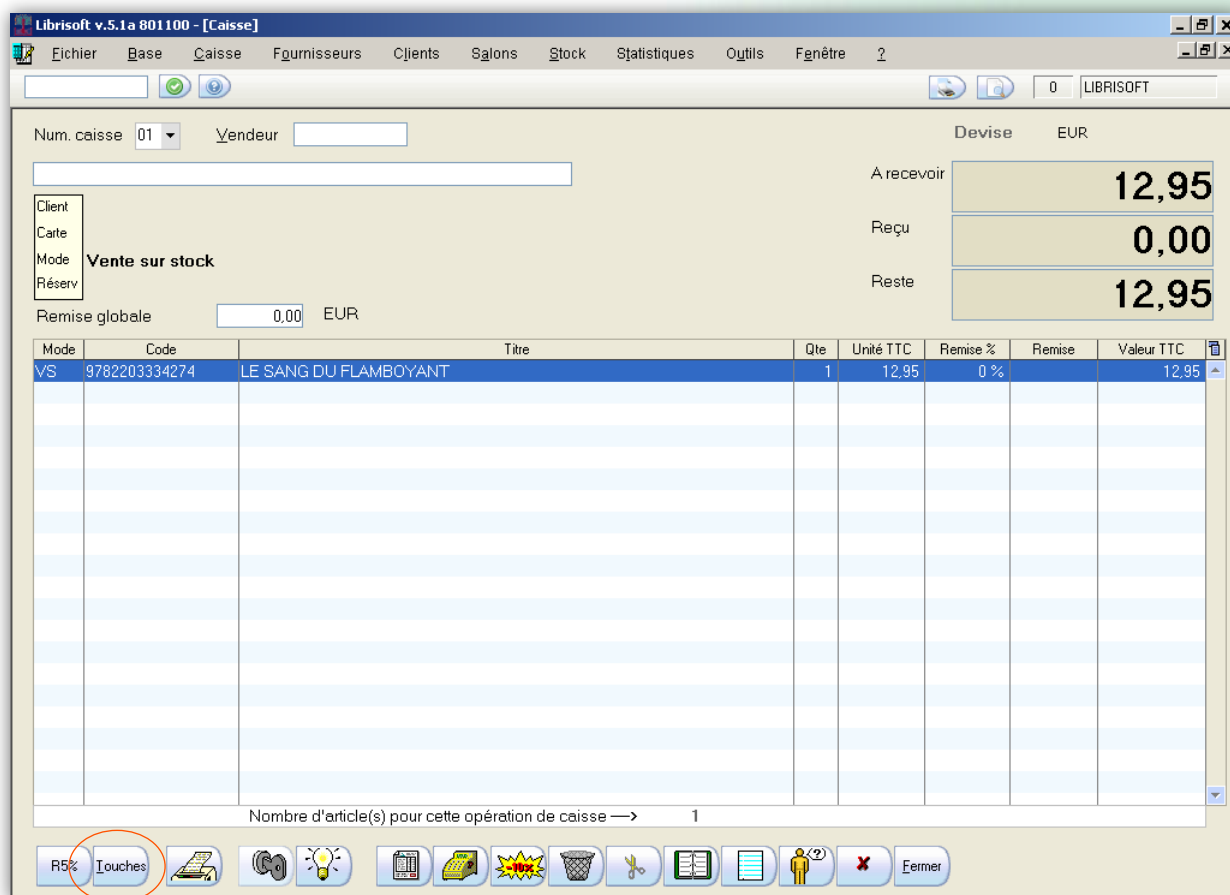 Librisoft v.5.1a 801100 - [Caisse]
Fichier Base Caisse Fournisseurs Clients Salons Stock Statistiques Outils Fenêtre ?
0 LIBRISOFT
Num. caisse 01 Vendeur Devise EUR
A recevoir 12,95
Client
Carte
Reçu 0,00
Mode Vente sur stock
Réserv
Reste 12,95
Remise globale 0,00 EUR
Mode Code Titre Qte Unité TTC Remise % Remise Valeur TTC
VS 9782203334274 LE SANG DU FLAMBOYANT 1 12,95 0 % 12,95
Nombre d'article(s) pour cette opération de caisse —> 1
R5% Touches -10% (?) Fermer